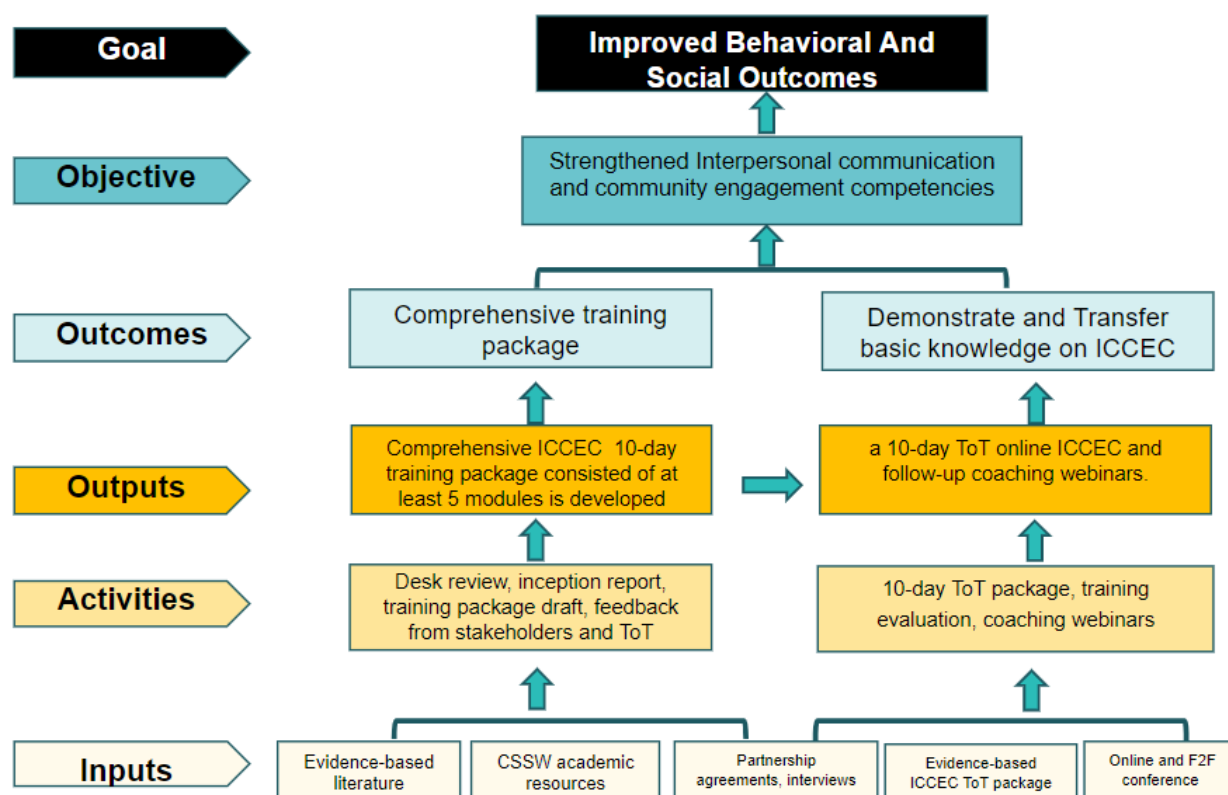 Goal
Improved Behavioral And
Social Outcomes
Objective
Strengthened Interpersonal communication
and community engagement competencies
Outcomes
Comprehensive training
package
Demonstrate and Transfer
basic knowledge on ICCEC
Outputs
Comprehensive ICCEC 10-day
training package consisted of at
least 5 modules is developed
a 10-day ToT online ICCEC and
follow-up coaching webinars.
Activities
Desk review, inception report,
training package draft, feedback
from stakeholders and ToT
10-day ToT package, training
evaluation, coaching webinars
Inputs
Evidence-based
literature
CSSW academic
resources
Partnership
agreements, interviews
Evidence-based
ICCEC ToT package
Online and F2F
conference